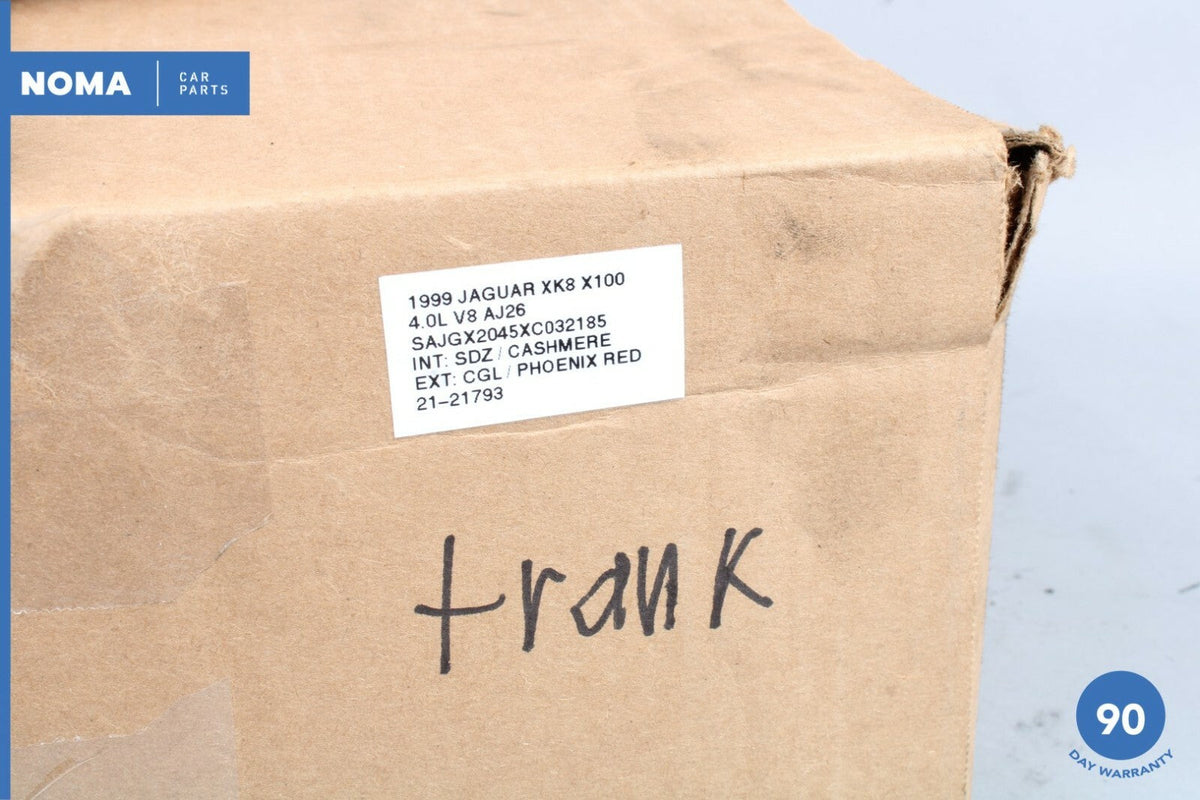 NOMA
CAR
PARTS
1999 JAGUAR XK8 X100
4.0L V8 AJ26
SAJGX2045XC032185
INT: SDZ / CASHMERE
EXT: CGL / PHOENIX RED
21-21793
trank
90
DAY WARRANTY